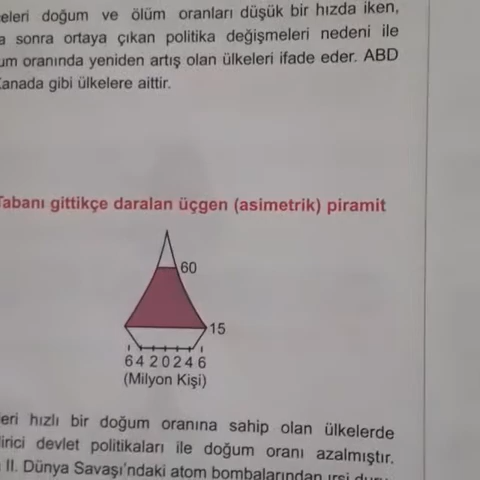 eleri doğum ve ölüm oranları düşük bir hızda iken,
a sonra ortaya çıkan politika değişmeleri nedeni ile
um oranında yeniden artış olan ülkeleri ifade eder. ABD
Kanada gibi ülkelere aittir.
Tabanı gittikçe daralan üçgen (asimetrik) piramit
60
15
6 4 2 0 2 4 6
(Milyon Kişi)
eri hızlı bir doğum oranına sahip olan ülkelerde
irici devlet politikaları ile doğum oranı azalmıştır.
II. Dünya Savaşı'ndaki atom bombalarından ırsi